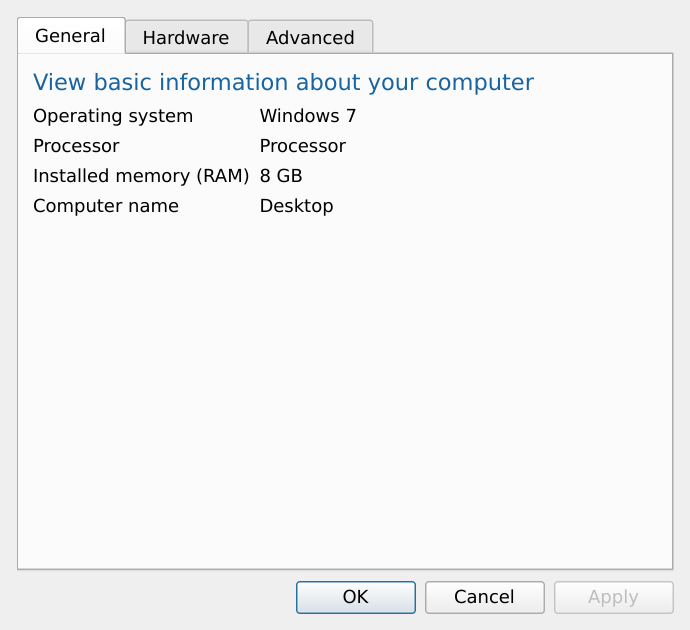 General Hardware Advanced
View basic information about your computer
Operating system Windows 7
Processor Processor
Installed memory (RAM) 8 GB
Computer name Desktop
OK Cancel Apply